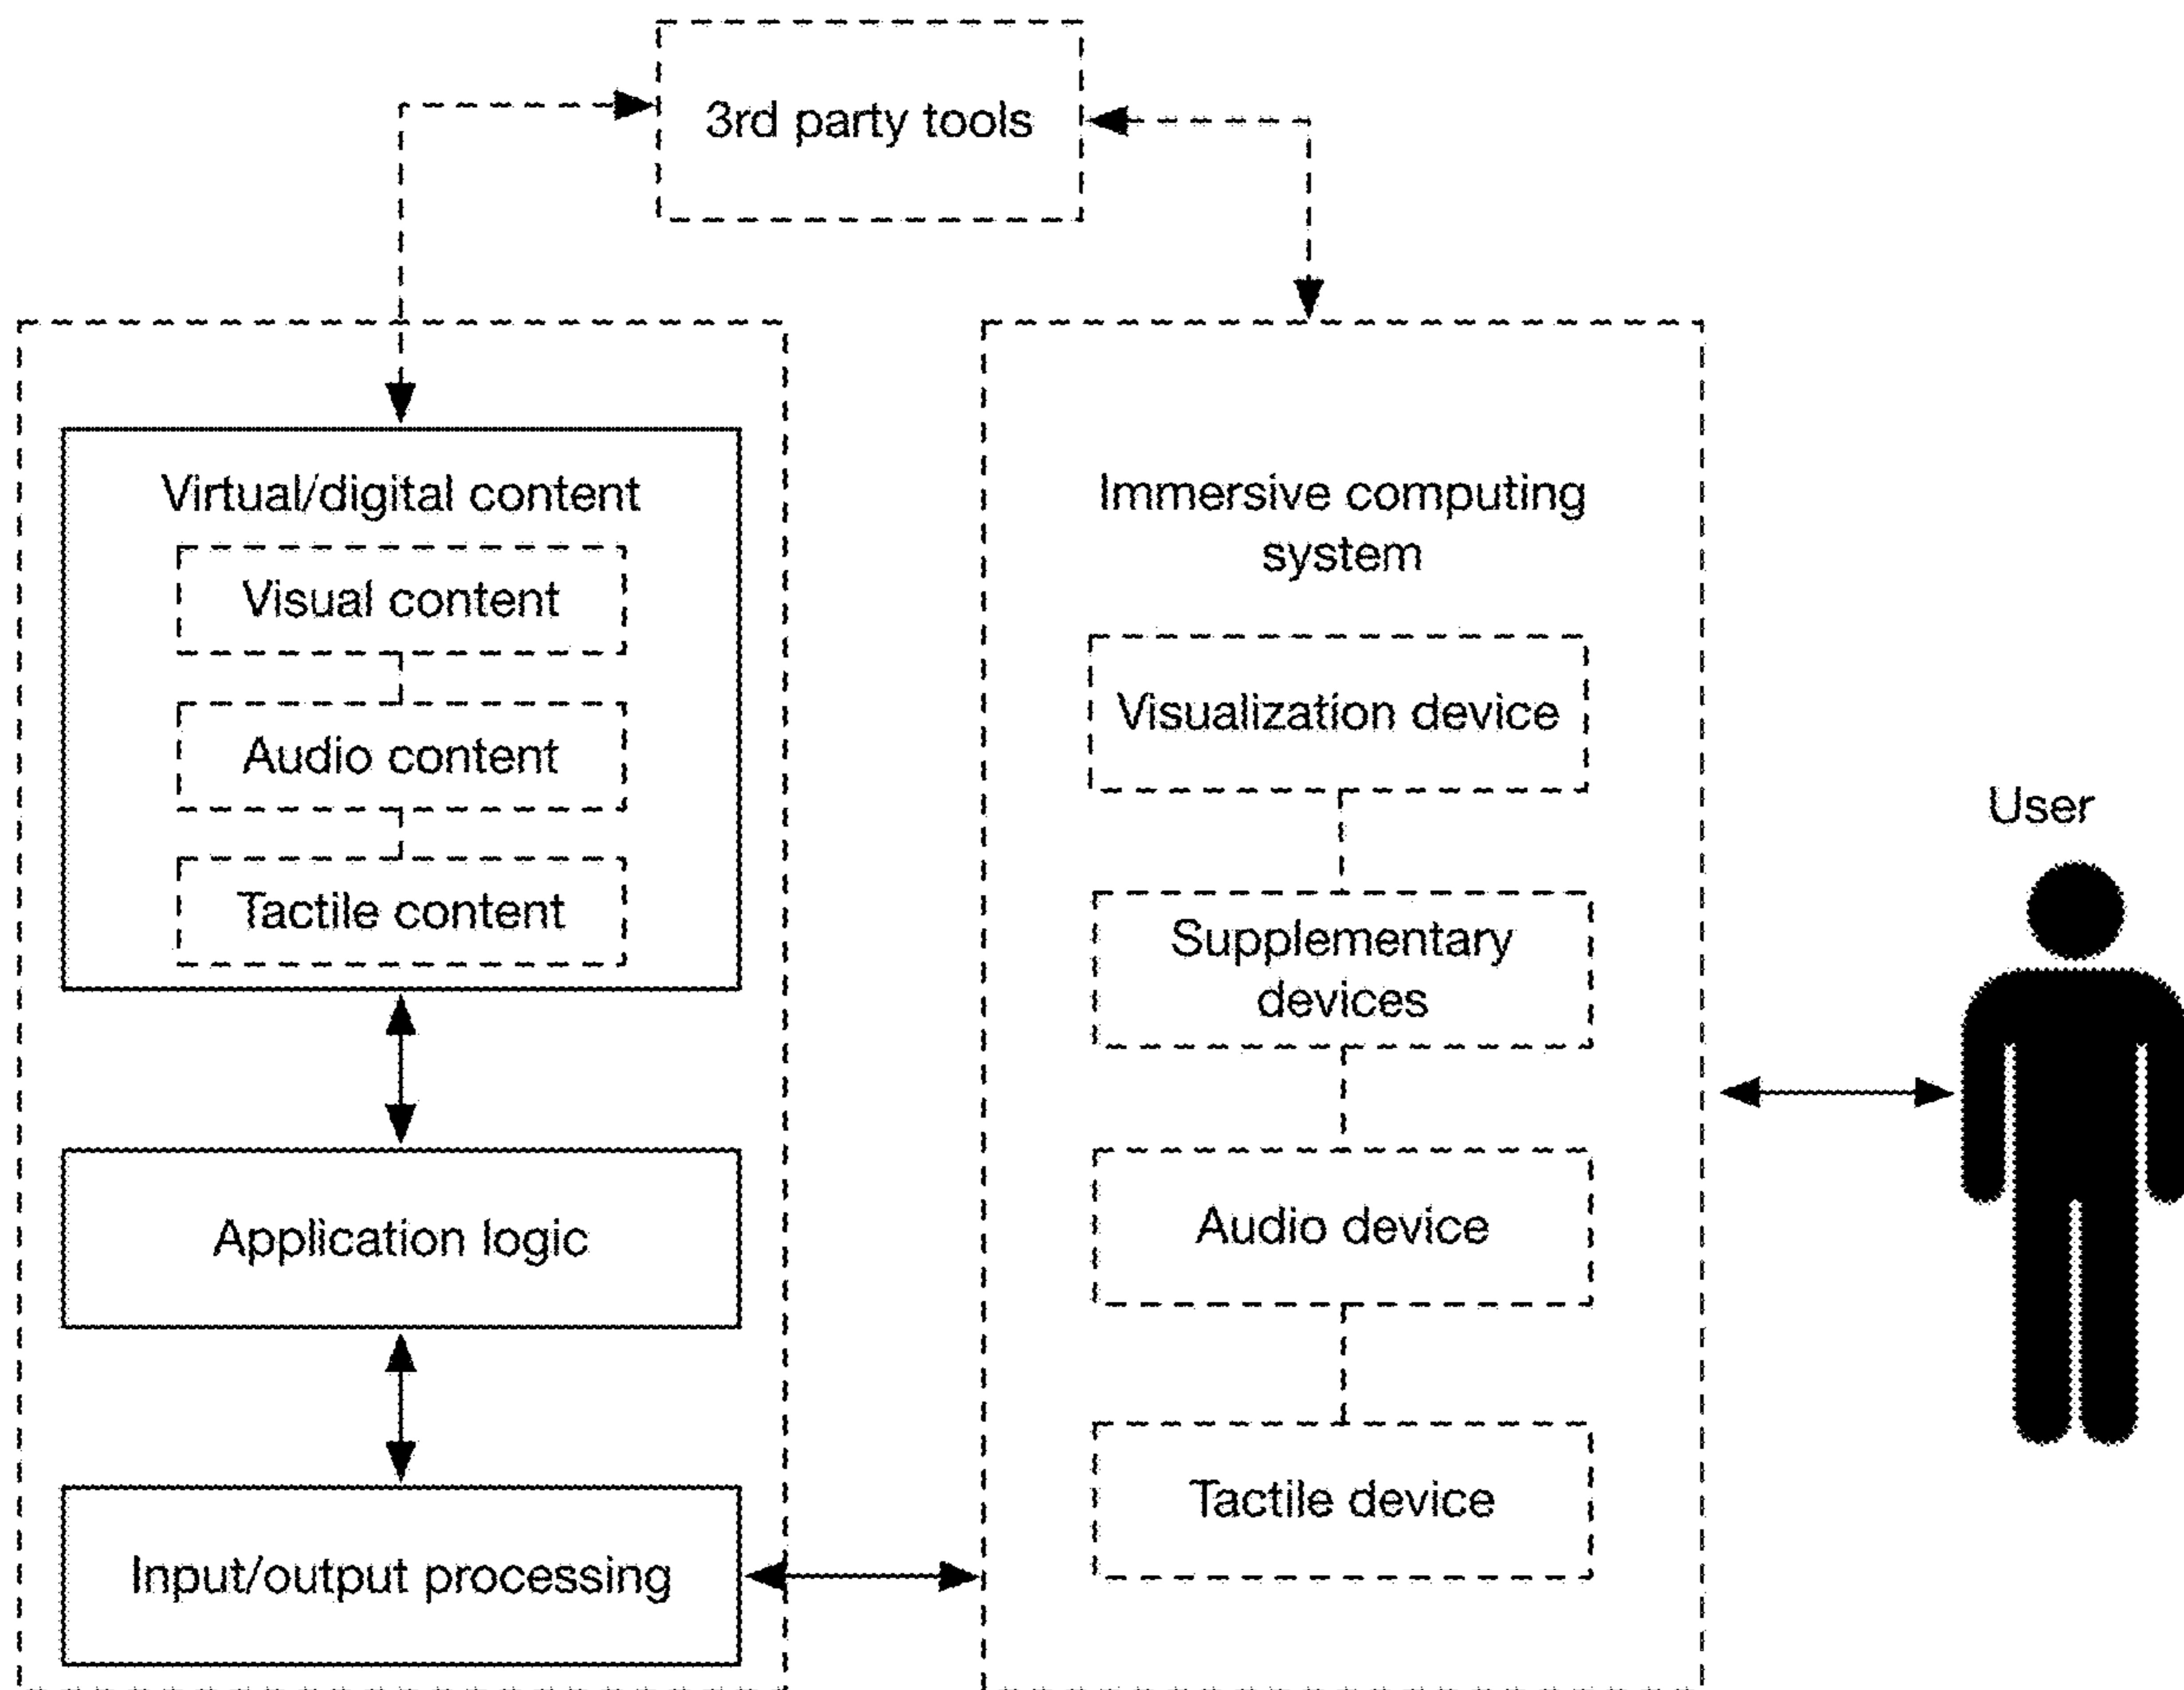 3rd party tools
Virtual/digital content
Visual content
Audio content
Tactile content
Application logic
Input/output processing
Immersive computing
system
Visualization device
Supplementary
devices
Audio device
Tactile device
User